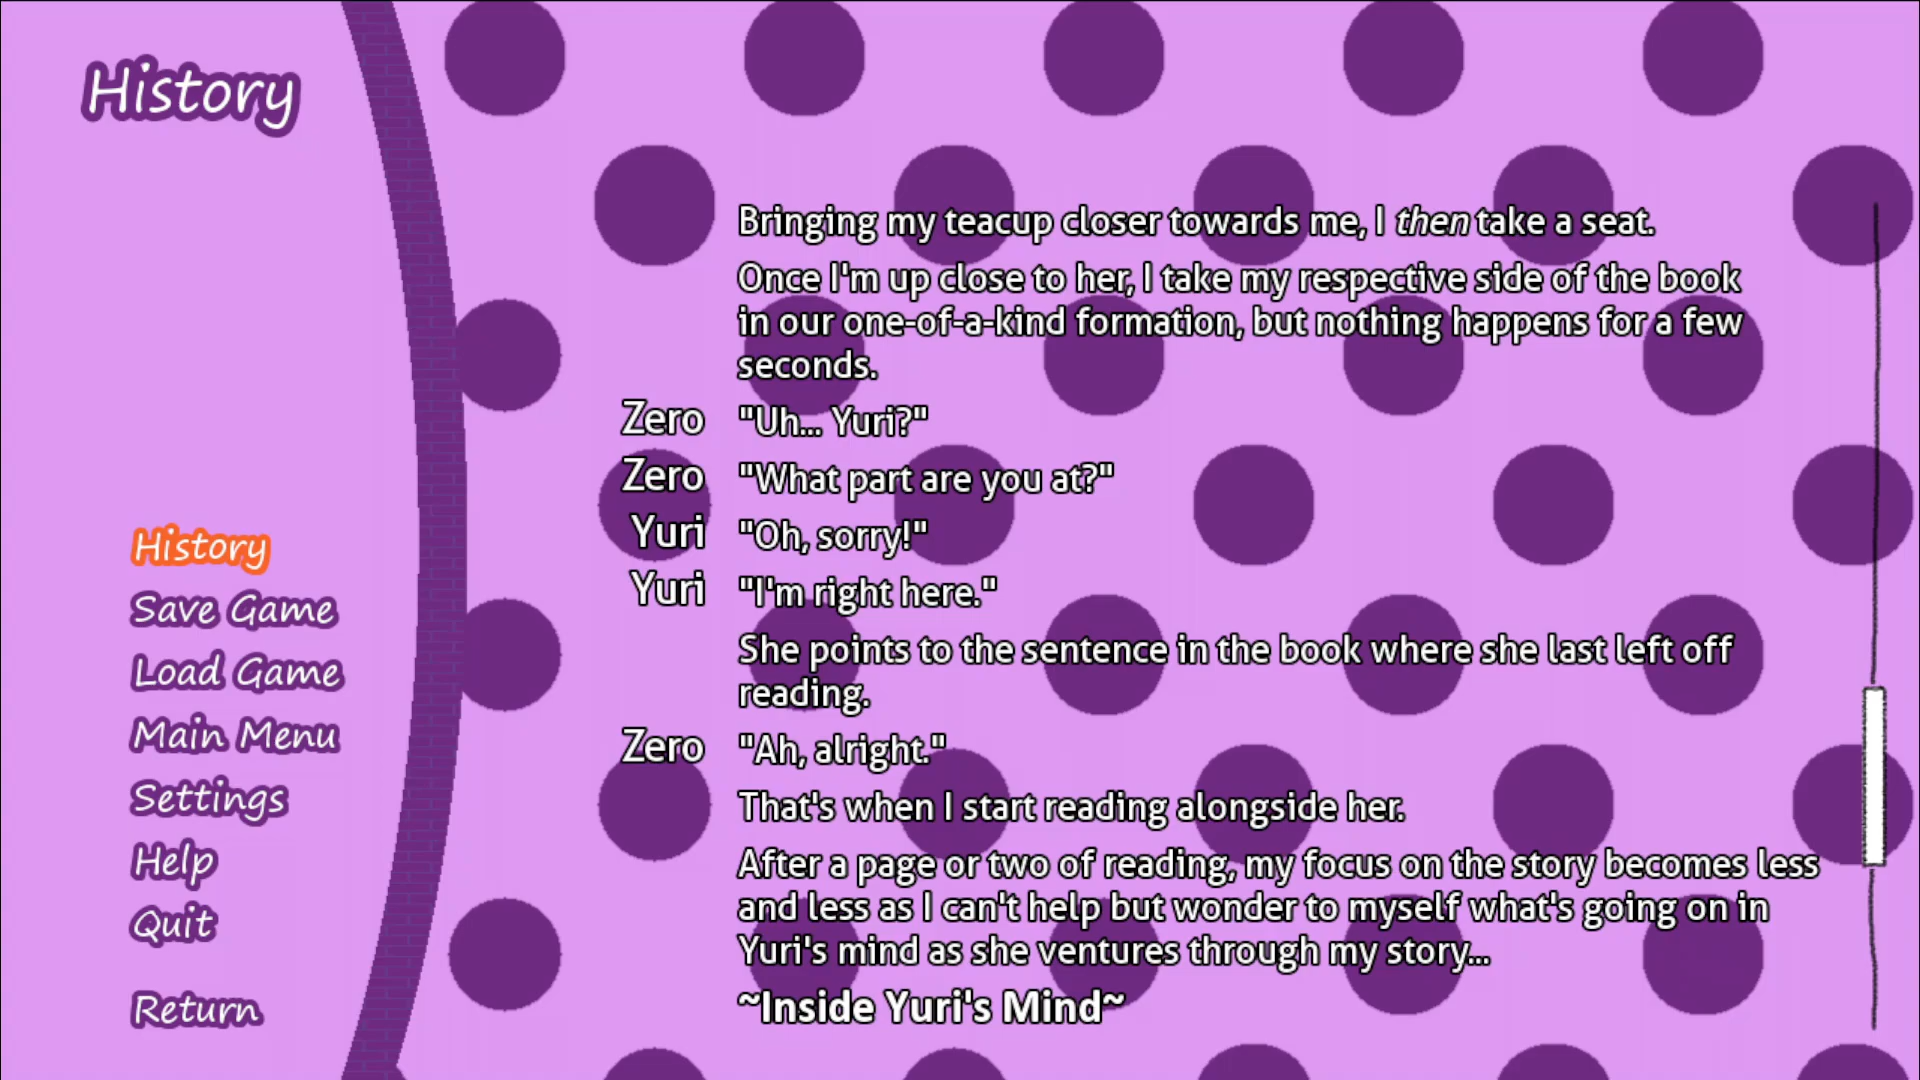 History
Bringing my teacup closer towards me, I then take a seat.
Once I'm up close to her, I take my respective side of the book
in our one-of-a-kind formation, but nothing happens for a few
seconds.
Zero "Uh... Yuri?"
Zero "What part are you at?"
Yuri "Oh, sorry!"
Yuri "I'm right here."
She points to the sentence in the book where she last left off
reading.
Zero "Ah, alright."
That's when I start reading alongside her.
After a page or two of reading, my focus on the story becomes less
and less as I can't help but wonder to myself what's going on in
Yuri's mind as she ventures through my story...
~Inside Yuri's Mind~
History
Save Game
Load Game
Main Menu
Settings
Help
Quit
Return